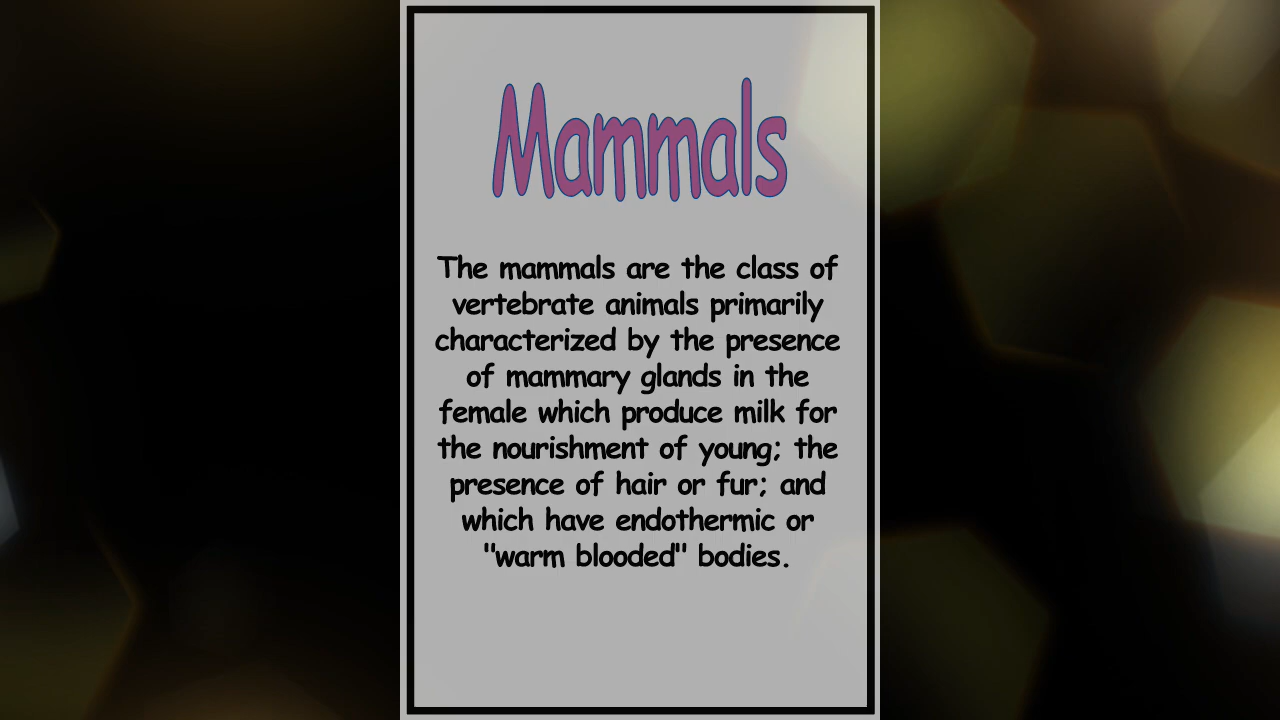 Mammals
The mammals are the class of
vertebrate animals primarily
characterized by the presence
of mammary glands in the
female which produce milk for
the nourishment of young; the
presence of hair or fur; and
which have endothermic or
"warm blooded" bodies.